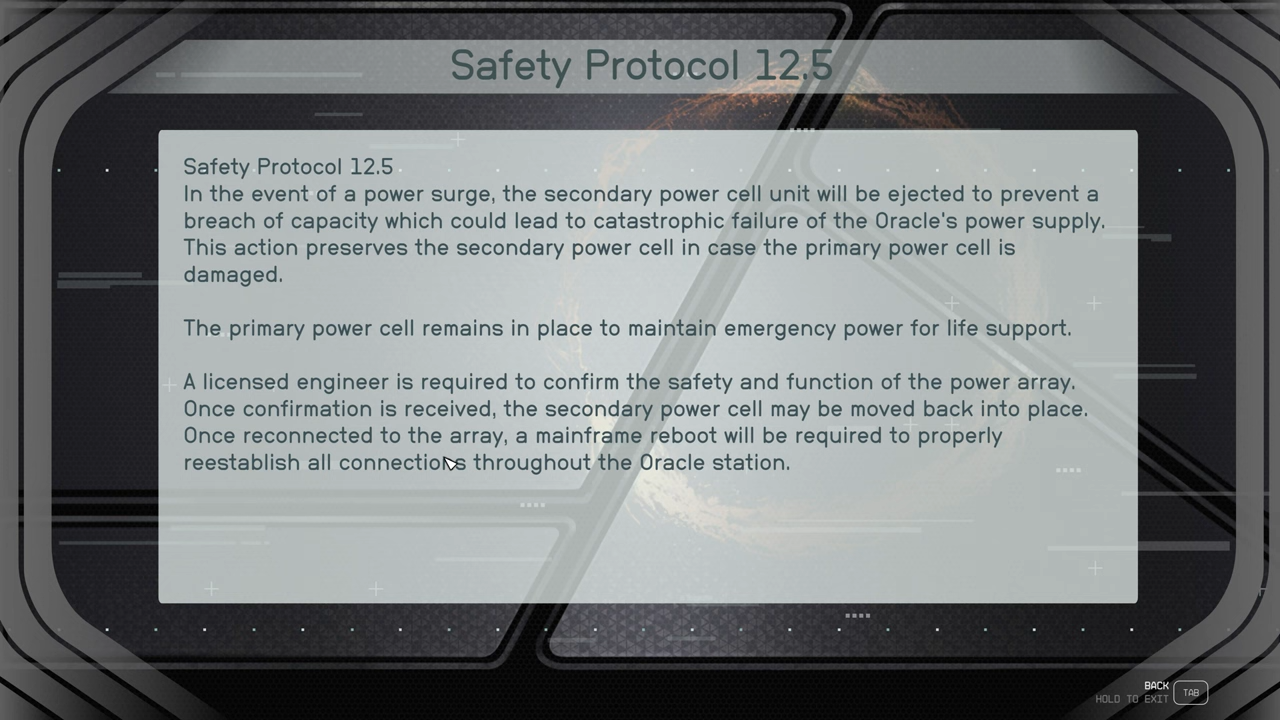 Safety Protocol 12.5
Safety Protocol 12.5
In the event of a power surge, the secondary power cell unit will be ejected to prevent a
breach of capacity which could lead to catastrophic failure of the Oracle's power supply.
This action preserves the secondary power cell in case the primary power cell is
damaged.
The primary power cell remains in place to maintain emergency power for life support.
A licensed engineer is required to confirm the safety and function of the power array.
Once confirmation is received, the secondary power cell may be moved back into place.
Once reconnected to the array, a mainframe reboot will be required to properly
reestablish all connections throughout the Oracle station.
BACK
HOLD TO EXIT TAB